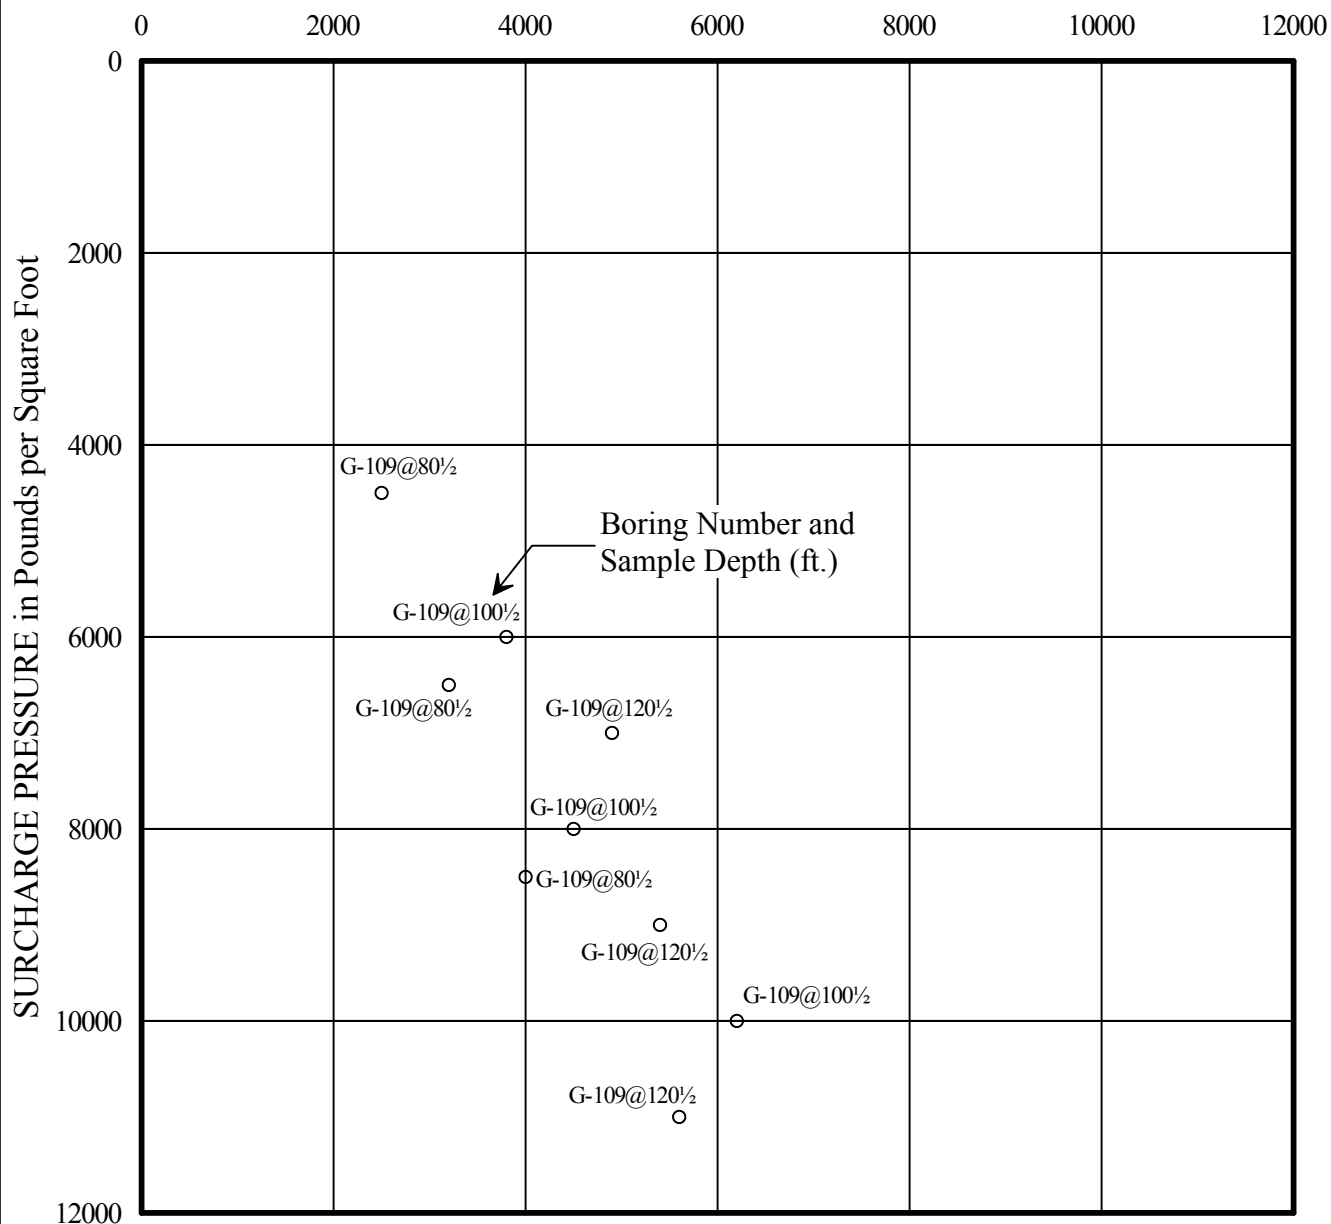 0 2000 4000 6000 8000 10000 12000
0
2000
4000
6000
8000
10000
12000
SURCHARGE PRESSURE in Pounds per Square Foot
G-109@80½
Boring Number and
Sample Depth (ft.)
G-109@100½
G-109@80½
G-109@120½
G-109@100½
G-109@80½
G-109@120½
G-109@100½
G-109@120½